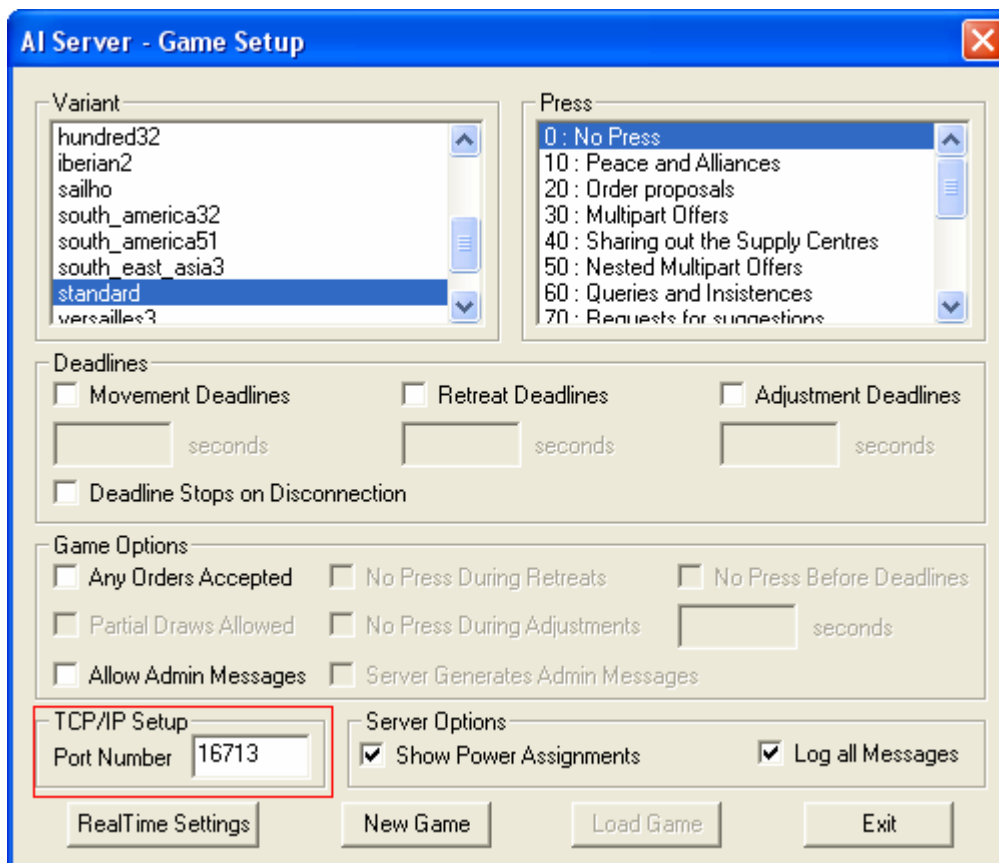 AI Server - Game Setup
Variant
hundred32
iberian2
sailho
south_america32
south_america51
south_east_asia3
standard
versailles3
Press
0 : No Press
10 : Peace and Alliances
20 : Order proposals
30 : Multipart Offers
40 : Sharing out the Supply Centres
50 : Nested Multipart Offers
60 : Queries and Insistences
70 : Requests for suggestions
Deadlines
Movement Deadlines Retreat Deadlines Adjustment Deadlines
seconds seconds seconds
Deadline Stops on Disconnection
Game Options
Any Orders Accepted No Press During Retreats No Press Before Deadlines
Partial Draws Allowed No Press During Adjustments seconds
Allow Admin Messages Server Generates Admin Messages
TCP/IP Setup
Port Number 16713
Server Options
Show Power Assignments Log all Messages
RealTime Settings New Game Load Game Exit